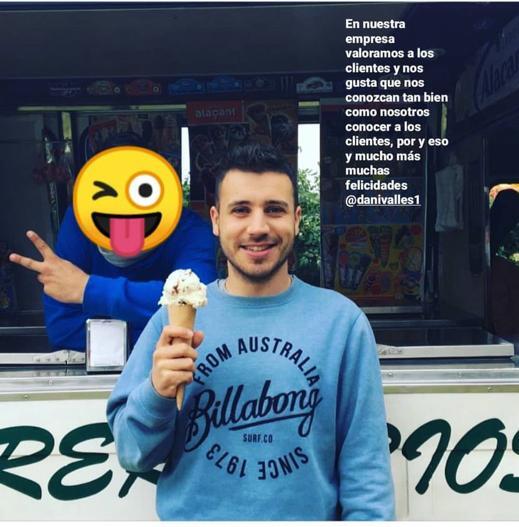 En nuestra
empresa
valoramos a los
clientes y nos
gusta que nos
conozcan tan bien
como nosotros
conocer a los
clientes, por y eso
y mucho más
muchas
felicidades
@danivalles1
alacant
FROM AUSTRALIA
Billabong
SURF.CO
SINCE 1973